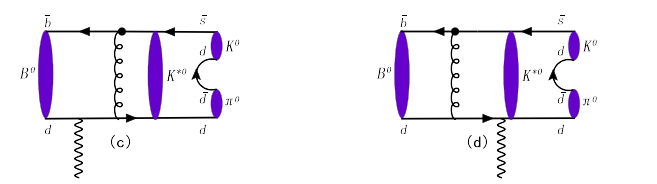 b̄ s̄
d K⁰
B⁰ K*⁰
d̄ π⁰
d d
(c)
b̄ s̄
d K⁰
B⁰ K*⁰
d̄ π⁰
d d
(d)